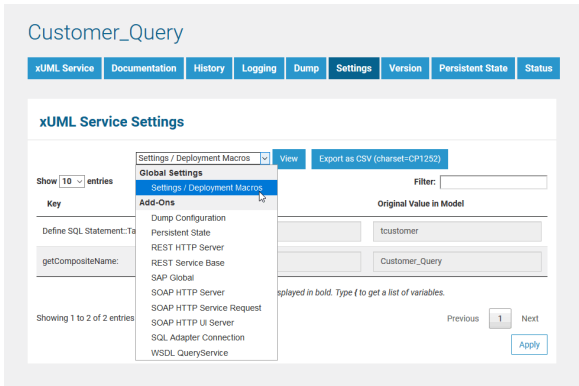 Customer_Query
xUML Service Documentation History Logging Dump Settings Version Persistent State Status
xUML Service Settings
Settings / Deployment Macros View Export as CSV (charset=CP1252)
Global Settings
Settings / Deployment Macros
Add-Ons
Dump Configuration
Persistent State
REST HTTP Server
REST Service Base
SAP Global
SOAP HTTP Server
SOAP HTTP Service Request
SOAP HTTP UI Server
SQL Adapter Connection
WSDL QueryService
Show 10 entries Filter:
Key Original Value in Model
Define SQL Statement::Ta tcustomer
getCompositeName: Customer_Query
splayed in bold. Type { to get a list of variables.
Showing 1 to 2 of 2 entries Previous 1 Next
Apply